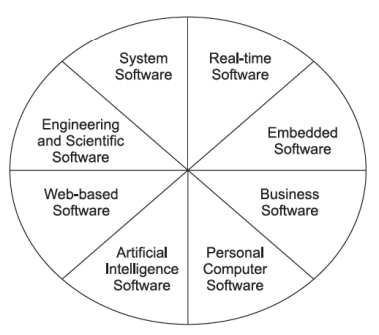 System
Software
Real-time
Software
Engineering
and Scientific
Software
Embedded
Software
Web-based
Software
Business
Software
Artificial
Intelligence
Software
Personal
Computer
Software